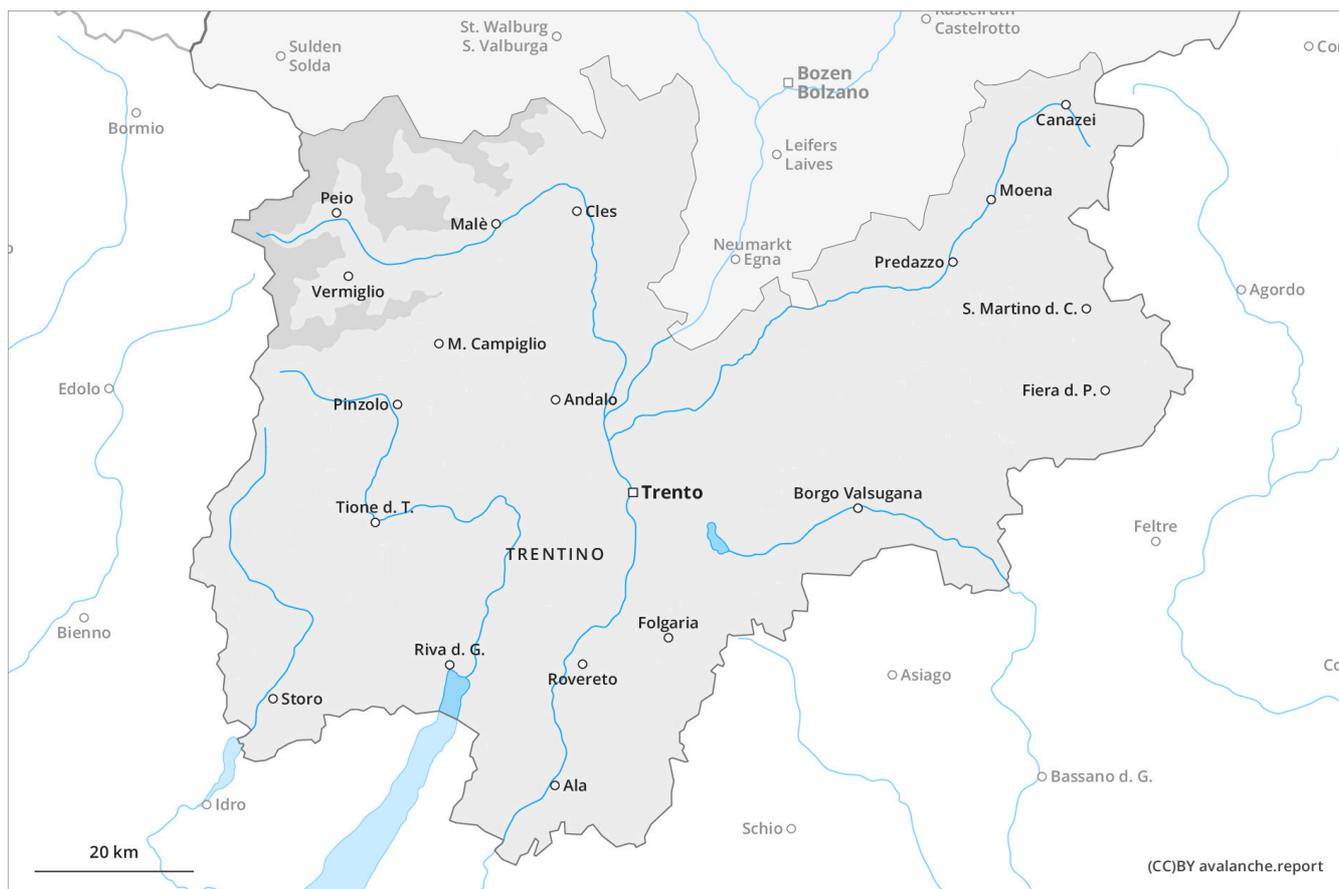 Kastelruth
Castelrotto
St. Walburg
S. Valburga
Sulden
Solda
Bozen
Bolzano
Bormio
Canazei
Leifers
Laives
Peio
Moena
Malè
Cles
Neumarkt
Egna
Predazzo
Vermiglio
Agordo
S. Martino d. C.
M. Campiglio
Edolo
Fiera d. P.
Pinzolo
Andalo
Trento
Borgo Valsugana
Tione d. T.
Feltre
TRENTINO
Folgaria
Bienno
Riva d. G.
Rovereto
Asiago
Storo
Bassano d. G.
Ala
Idro
Schio
20 km
(CC)BY avalanche.report